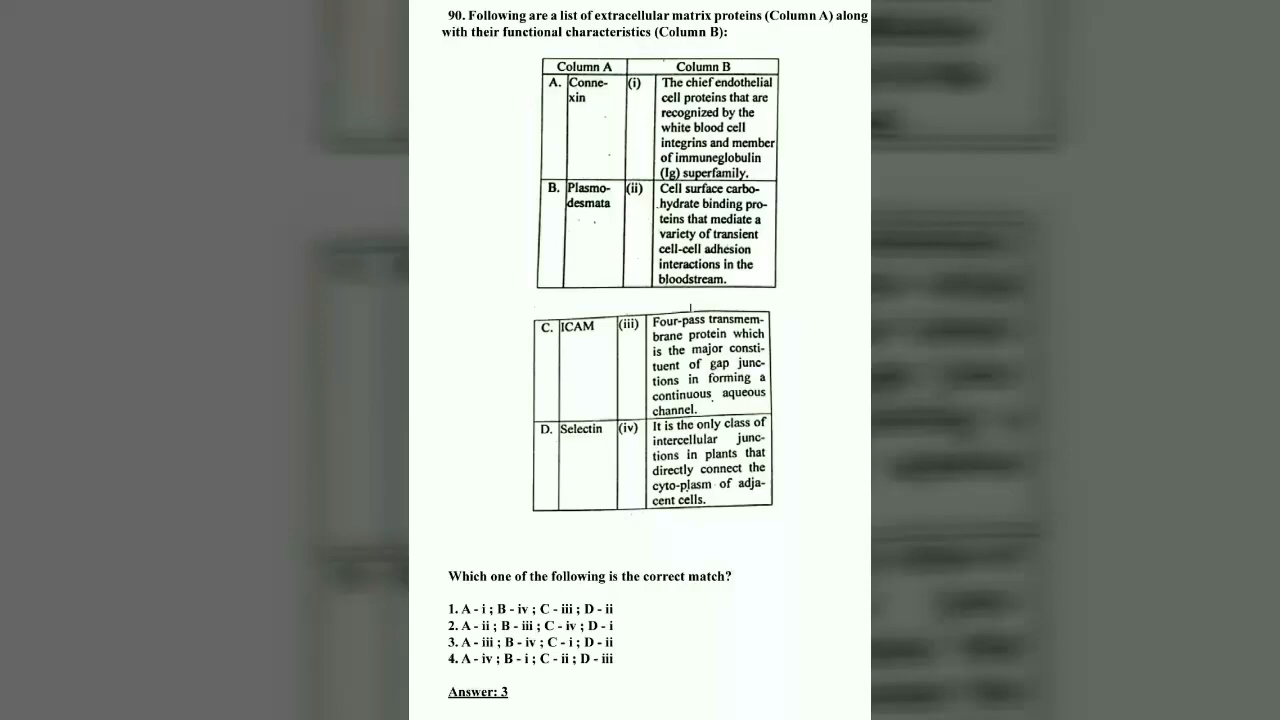 90. Following are a list of extracellular matrix proteins (Column A) along
with their functional characteristics (Column B):
Column A Column B
A. Conne- (i) The chief endothelial
xin cell proteins that are
recognized by the
white blood cell
integrins and member
of immuneglobulin
(Ig) superfamily.
B. Plasmo- (ii) Cell surface carbo-
desmata hydrate binding pro-
teins that mediate a
variety of transient
cell-cell adhesion
interactions in the
bloodstream.
C. ICAM (iii) Four-pass transmem-
brane protein which
is the major consti-
tuent of gap junc-
tions in forming a
continuous aqueous
channel.
D. Selectin (iv) It is the only class of
intercellular junc-
tions in plants that
directly connect the
cyto-plasm of adja-
cent cells.
Which one of the following is the correct match?
1. A - i ; B - iv ; C - iii ; D - ii
2. A - ii ; B - iii ; C - iv ; D - i
3. A - iii ; B - iv ; C - i ; D - ii
4. A - iv ; B - i ; C - ii ; D - iii
Answer: 3